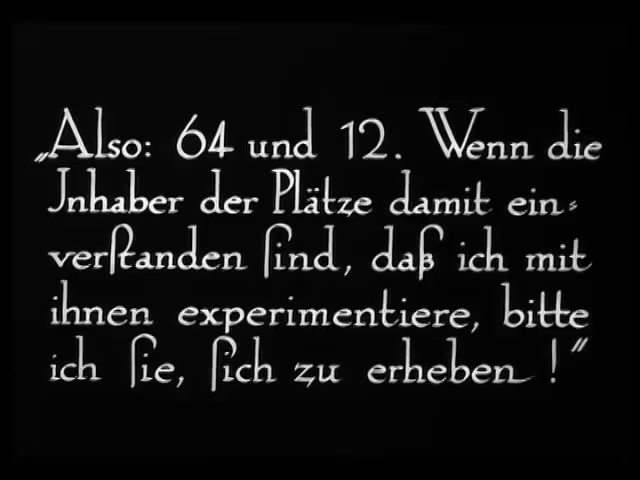 „Also: 64 und 12. Wenn die
Jnhaber der Plätze damit ein-
verſtanden ſind, daß ich mit
ihnen experimentiere, bitte
ich ſie, ſich zu erheben!"